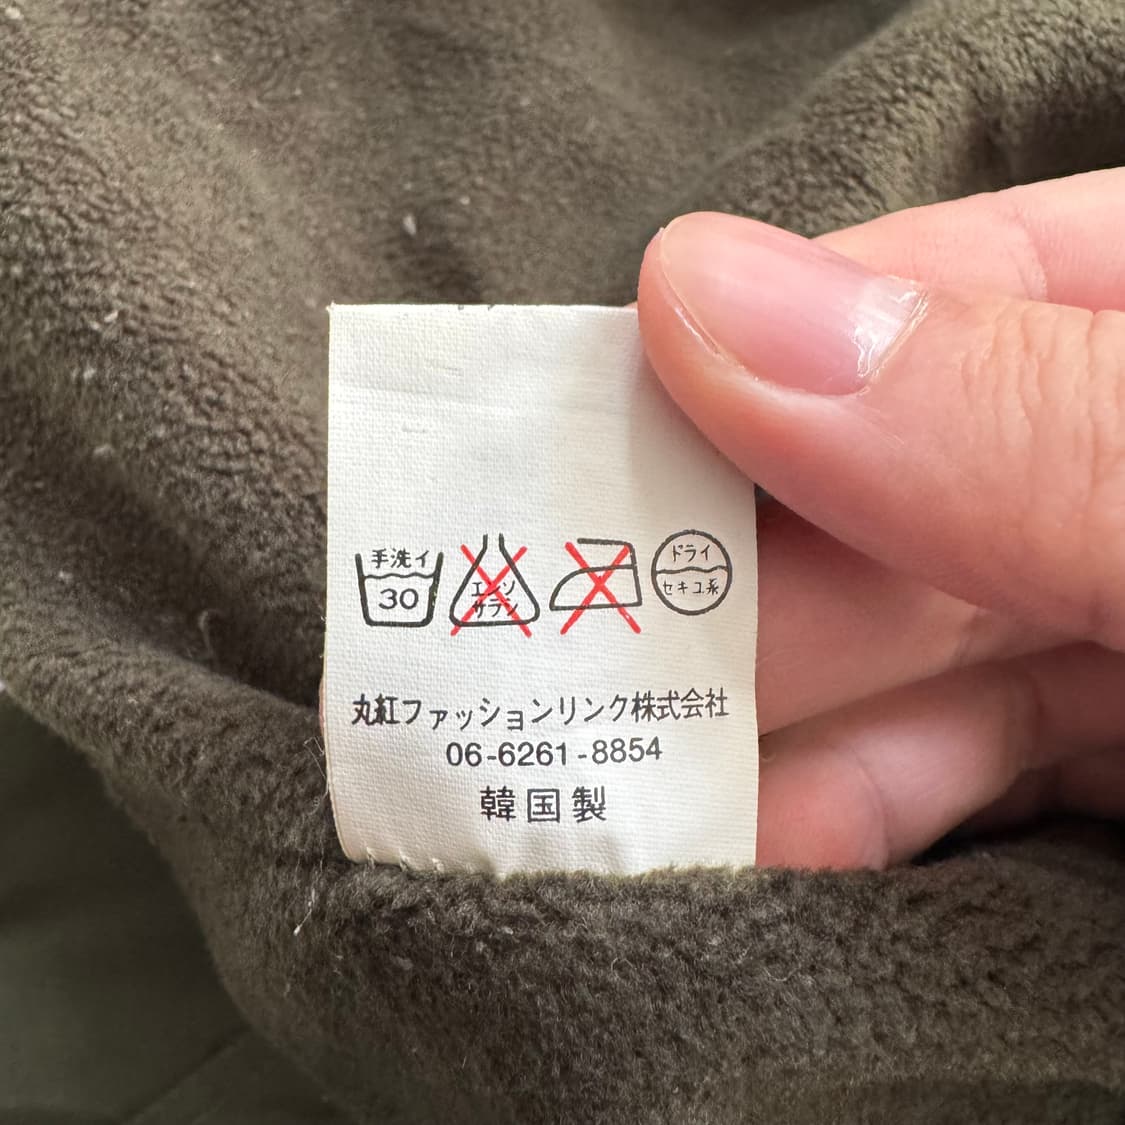 手洗イ 30 エンソサラシ ドライ セキユ系
丸紅ファッションリンク株式会社
06-6261-8854
韓国製